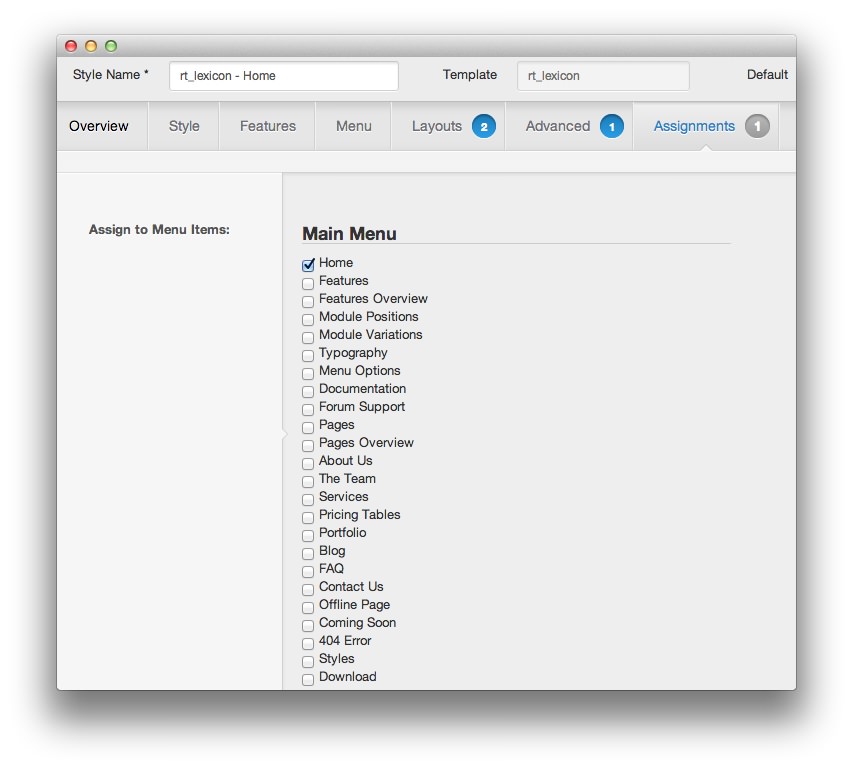 Style Name * rt_lexicon - Home Template rt_lexicon Default
Overview Style Features Menu Layouts 2 Advanced 1 Assignments 1
Assign to Menu Items:
Main Menu
Home
Features
Features Overview
Module Positions
Module Variations
Typography
Menu Options
Documentation
Forum Support
Pages
Pages Overview
About Us
The Team
Services
Pricing Tables
Portfolio
Blog
FAQ
Contact Us
Offline Page
Coming Soon
404 Error
Styles
Download